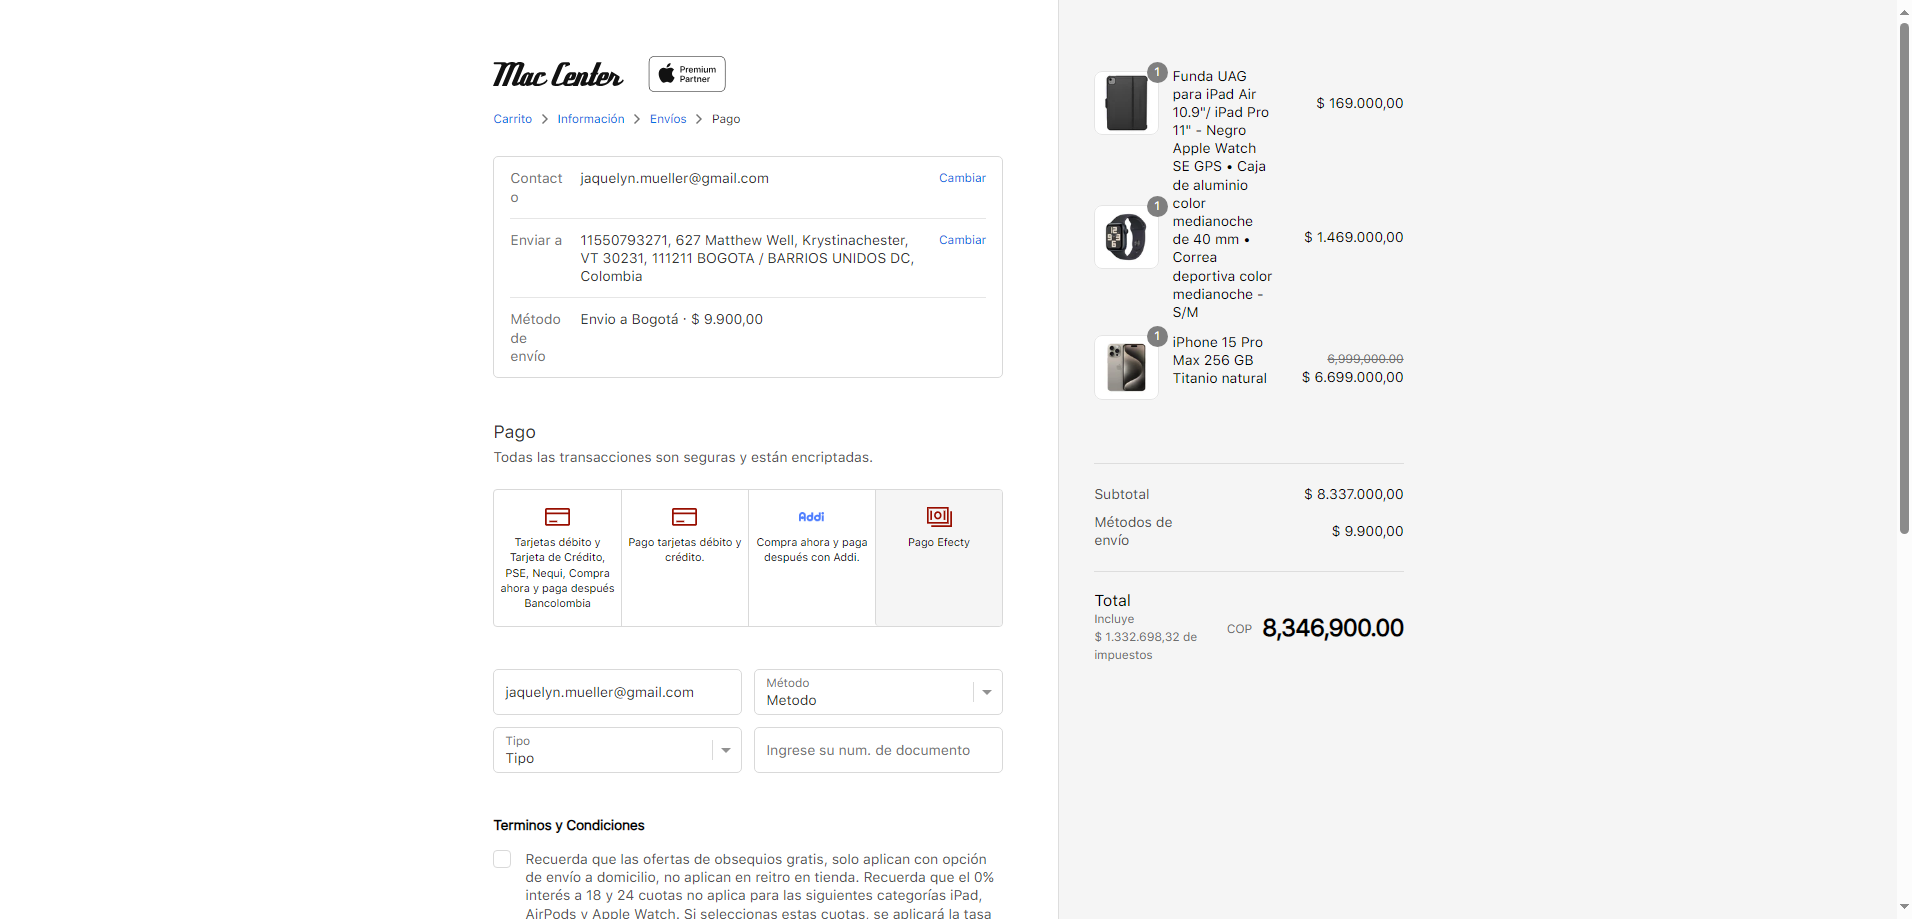 Mac Center
Premium
Partner
Carrito > Información > Envíos > Pago
Contact
o
jaquelyn.mueller@gmail.com
Cambiar
Enviar a
11550793271, 627 Matthew Well, Krystinachester,
VT 30231, 111211 BOGOTA / BARRIOS UNIDOS DC,
Colombia
Cambiar
Método
de
envío
Envio a Bogotá · $ 9.900,00
Pago
Todas las transacciones son seguras y están encriptadas.
Tarjetas débito y
Tarjeta de Crédito,
PSE, Nequi, Compra
ahora y paga después
Bancolombia
Pago tarjetas débito y
crédito.
Addi
Compra ahora y paga
después con Addi.
Pago Efecty
jaquelyn.mueller@gmail.com
Método
Metodo
Tipo
Tipo
Ingrese su num. de documento
Terminos y Condiciones
Recuerda que las ofertas de obsequios gratis, solo aplican con opción
de envío a domicilio, no aplican en reitro en tienda. Recuerda que el 0%
interés a 18 y 24 cuotas no aplica para las siguientes categorías iPad,
AirPods y Apple Watch. Si seleccionas estas cuotas, se aplicará la tasa
1
Funda UAG
para iPad Air
10.9"/ iPad Pro
11" - Negro
$ 169.000,00
1
Apple Watch
SE GPS • Caja
de aluminio
color
medianoche
de 40 mm •
Correa
deportiva color
medianoche -
S/M
$ 1.469.000,00
1
iPhone 15 Pro
Max 256 GB
Titanio natural
6,999,000.00
$ 6.699.000,00
Subtotal
$ 8.337.000,00
Métodos de
envío
$ 9.900,00
Total
Incluye
$ 1.332.698,32 de
impuestos
COP 8,346,900.00